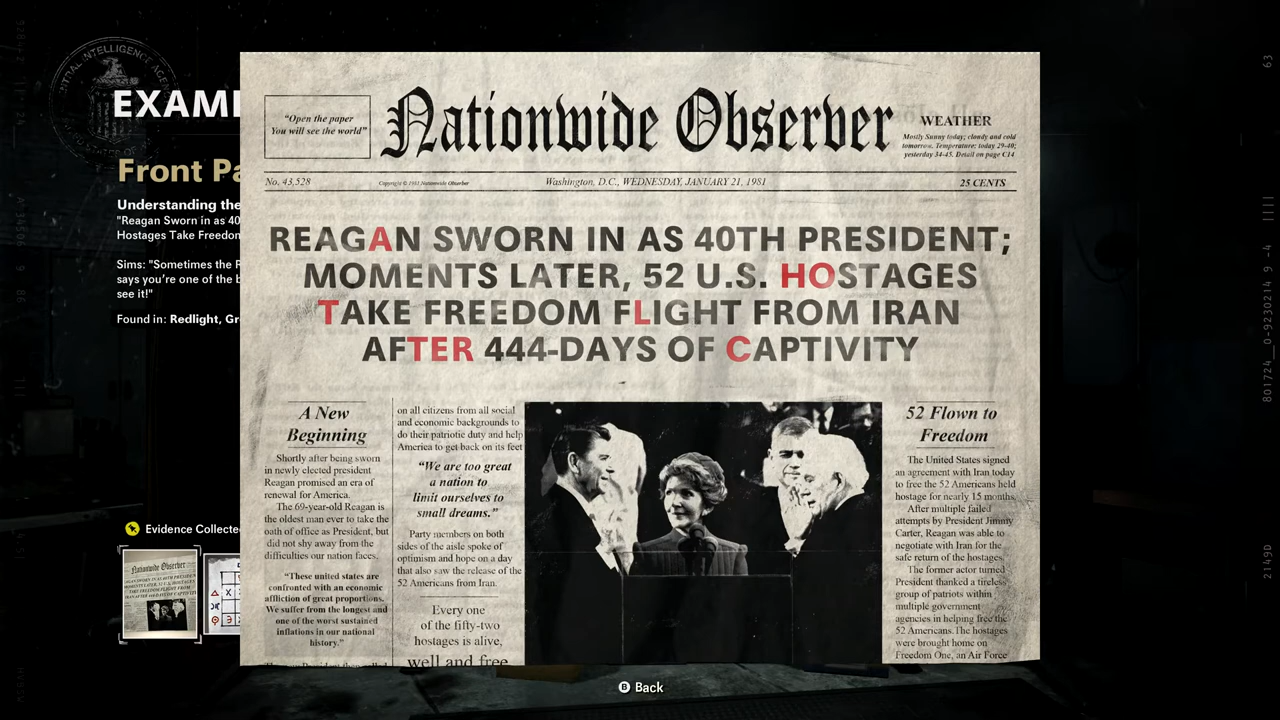 EXAMI
Front Pa
Understanding the
"Reagan Sworn in as 40
Hostages Take Freedom
Sims: "Sometimes the R
says you're one of the b
see it!"
Found in: Redlight, Gr
Evidence Collecte
"Open the paper
You will see the world"
Nationwide Observer
WEATHER
Mostly Sunny today; cloudy and cold
tomorrow. Temperature: today 29-40;
yesterday 34-45. Detail on page C14
No. 43,528
Copyright © 1981 Nationwide Observer
Washington, D.C., WEDNESDAY, JANUARY 21, 1981
25 CENTS
REAGAN SWORN IN AS 40TH PRESIDENT;
MOMENTS LATER, 52 U.S. HOSTAGES
TAKE FREEDOM FLIGHT FROM IRAN
AFTER 444-DAYS OF CAPTIVITY
A New
Beginning
Shortly after being sworn
in newly elected president
Reagan promised an era of
renewal for America.
The 69-year-old Reagan is
the oldest man ever to take the
oath of office as President, but
did not shy away from the
difficulties our nation faces.
"These united states are
confronted with an economic
affliction of great proportions.
We suffer from the longest and
one of the worst sustained
inflations in our national
history."
on all citizens from all social
and economic backgrounds to
do their patriotic duty and help
America to get back on its feet
"We are too great
a nation to
limit ourselves to
small dreams."
Party members on both
sides of the aisle spoke of
optimism and hope on a day
that also saw the release of the
52 Americans from Iran.
Every one
of the fifty-two
hostages is alive,
well and free
52 Flown to
Freedom
The United States signed
an agreement with Iran today
to free the 52 Americans held
hostage for nearly 15 months.
After multiple failed
attempts by President Jimmy
Carter, Reagan was able to
negotiate with Iran for the
safe return of the hostages.
The former actor turned
President thanked a tireless
group of patriots within
multiple government
agencies in helping free the
52 Americans. The hostages
were brought home on
Freedom One, an Air Force
B Back